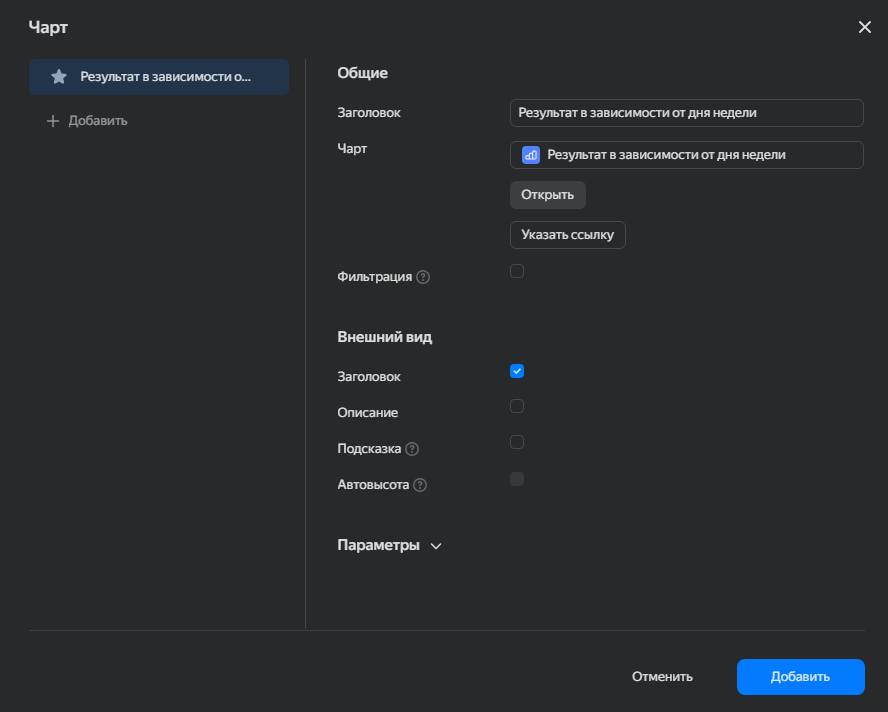 Чарт
Результат в зависимости о...
Добавить
Общие
Заголовок
Результат в зависимости от дня недели
Чарт
Результат в зависимости от дня недели
Открыть
Указать ссылку
Фильтрация ?
Внешний вид
Заголовок
Описание
Подсказка ?
Автовысота ?
Параметры
Отменить
Добавить